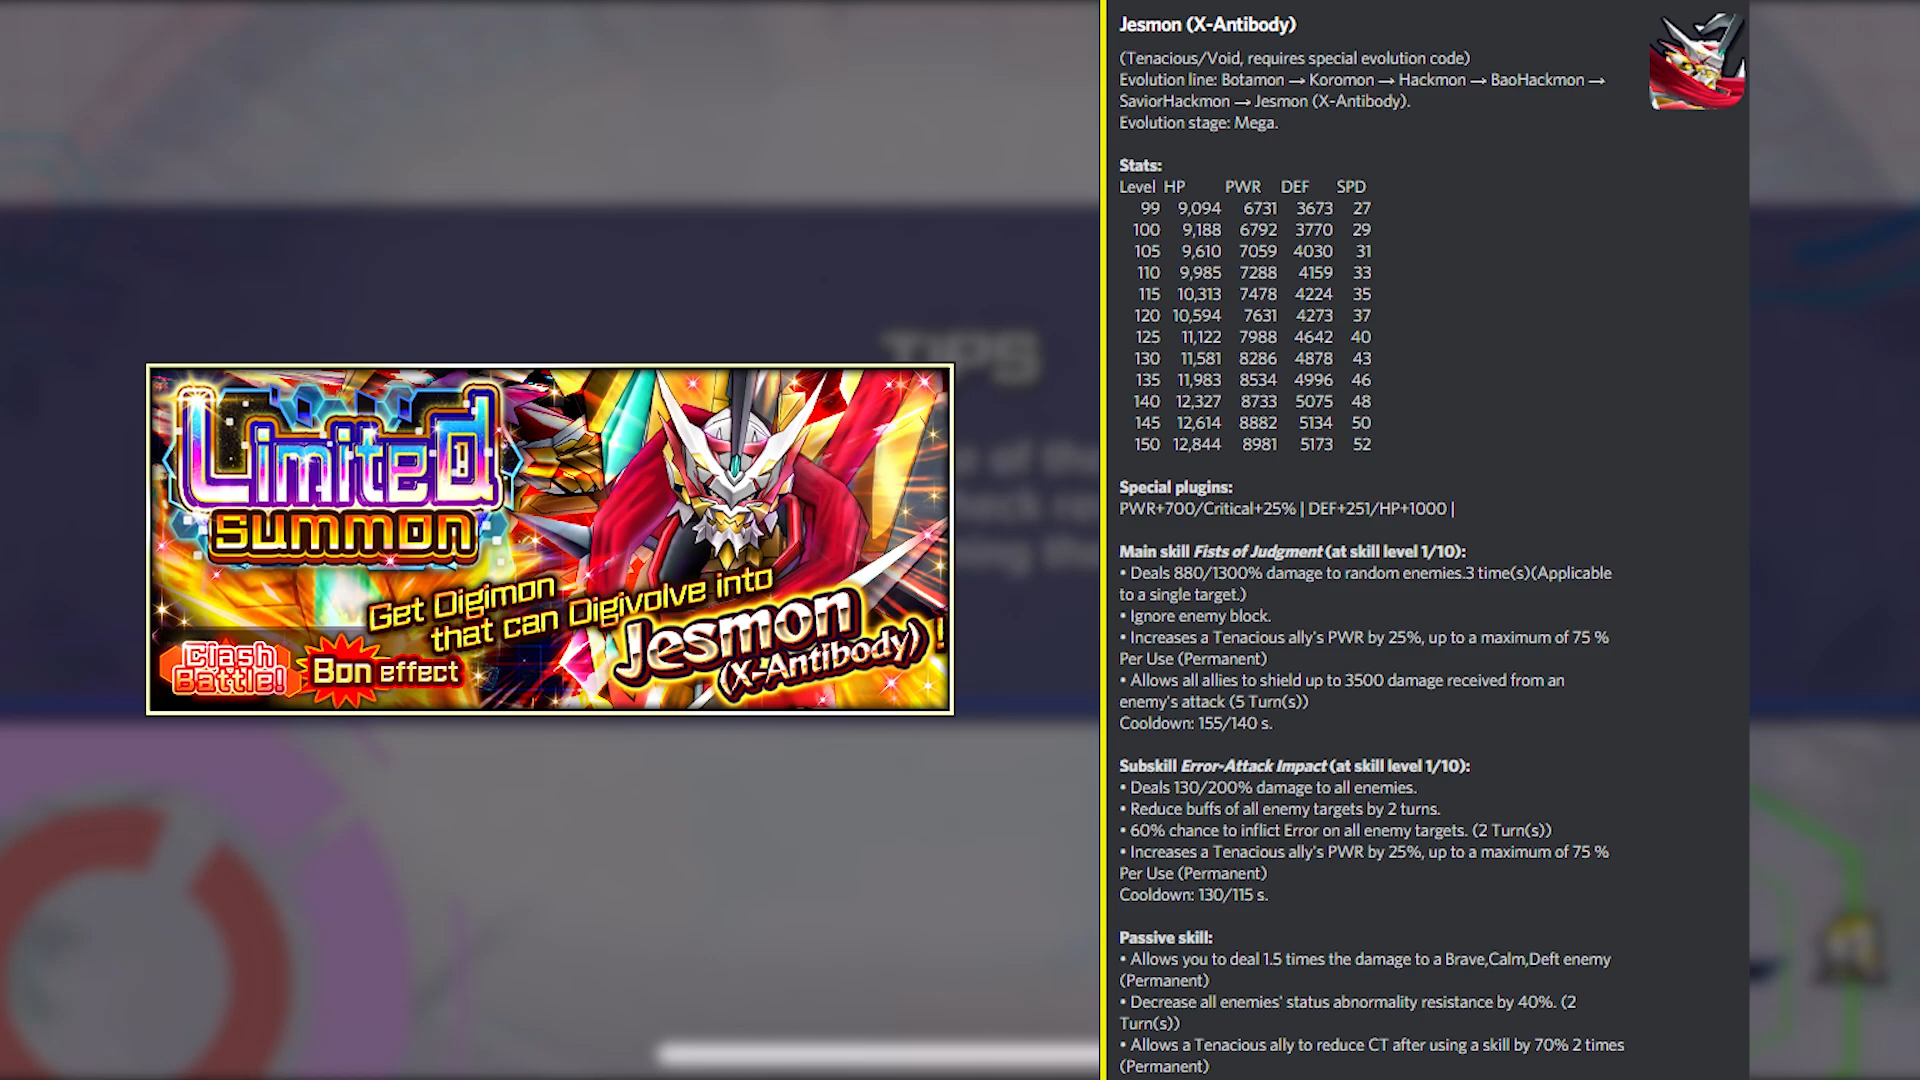 TIPS
Limited
Summon
Get Digimon
that can Digivolve into
Jesmon
(X-Antibody)!
Clash
Battle!
Bon effect
Jesmon (X-Antibody)
(Tenacious/Void, requires special evolution code)
Evolution line: Botamon → Koromon → Hackmon → BaoHackmon →
SaviorHackmon → Jesmon (X-Antibody).
Evolution stage: Mega.
Stats:
Level HP PWR DEF SPD
99 9,094 6731 3673 27
100 9,188 6792 3770 29
105 9,610 7059 4030 31
110 9,985 7288 4159 33
115 10,313 7478 4224 35
120 10,594 7631 4273 37
125 11,122 7988 4642 40
130 11,581 8286 4878 43
135 11,983 8534 4996 46
140 12,327 8733 5075 48
145 12,614 8882 5134 50
150 12,844 8981 5173 52
Special plugins:
PWR+700/Critical+25% | DEF+251/HP+1000 |
Main skill Fists of Judgment (at skill level 1/10):
• Deals 880/1300% damage to random enemies.3 time(s)(Applicable
to a single target.)
• Ignore enemy block.
• Increases a Tenacious ally's PWR by 25%, up to a maximum of 75 %
Per Use (Permanent)
• Allows all allies to shield up to 3500 damage received from an
enemy's attack (5 Turn(s))
Cooldown: 155/140 s.
Subskill Error-Attack Impact (at skill level 1/10):
• Deals 130/200% damage to all enemies.
• Reduce buffs of all enemy targets by 2 turns.
• 60% chance to inflict Error on all enemy targets. (2 Turn(s))
• Increases a Tenacious ally's PWR by 25%, up to a maximum of 75 %
Per Use (Permanent)
Cooldown: 130/115 s.
Passive skill:
• Allows you to deal 1.5 times the damage to a Brave,Calm,Deft enemy
(Permanent)
• Decrease all enemies' status abnormality resistance by 40%. (2
Turn(s))
• Allows a Tenacious ally to reduce CT after using a skill by 70% 2 times
(Permanent)